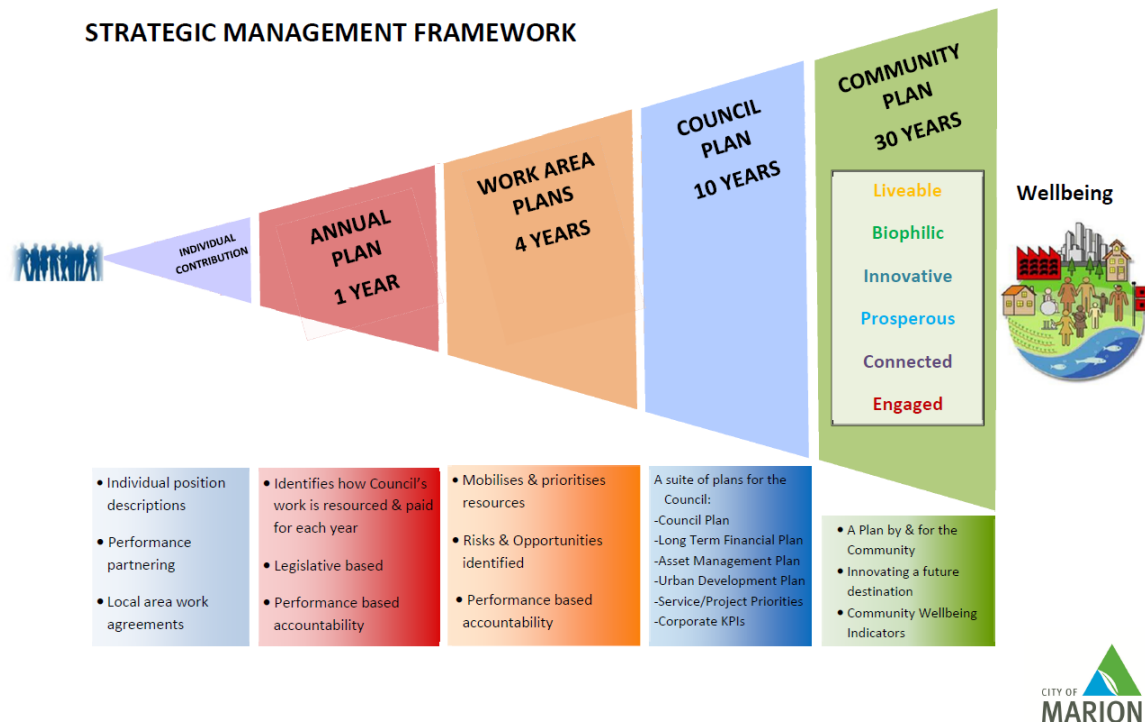 STRATEGIC MANAGEMENT FRAMEWORK
INDIVIDUAL
CONTRIBUTION
ANNUAL
PLAN
1 YEAR
WORK AREA
PLANS
4 YEARS
COUNCIL
PLAN
10 YEARS
COMMUNITY
PLAN
30 YEARS
Liveable
Biophilic
Innovative
Prosperous
Connected
Engaged
Wellbeing
• Individual position
descriptions
• Performance
partnering
• Local area work
agreements
• Identifies how Council's
work is resourced & paid
for each year
• Legislative based
• Performance based
accountability
• Mobilises & prioritises
resources
• Risks & Opportunities
identified
• Performance based
accountability
A suite of plans for the
Council:
-Council Plan
-Long Term Financial Plan
-Asset Management Plan
-Urban Development Plan
-Service/Project Priorities
-Corporate KPIs
• A Plan by & for the
Community
• Innovating a future
destination
• Community Wellbeing
Indicators
CITY OF
MARION